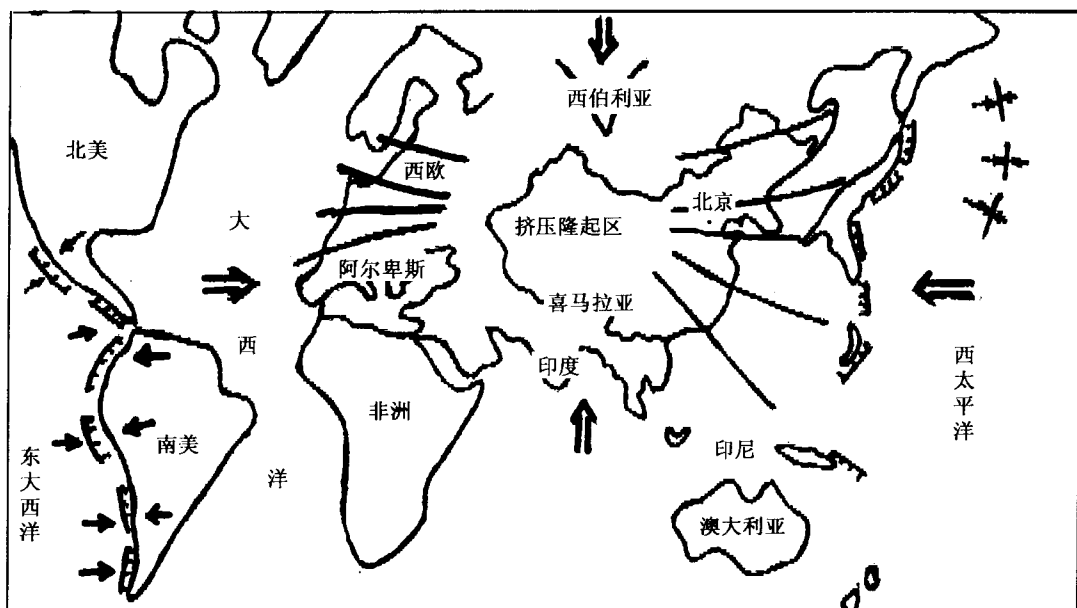 西伯利亚
北美
西欧
北京
大
挤压隆起区
阿尔卑斯
喜马拉亚
西
印度
西太平洋
非洲
南美
印尼
东大西洋
洋
澳大利亚